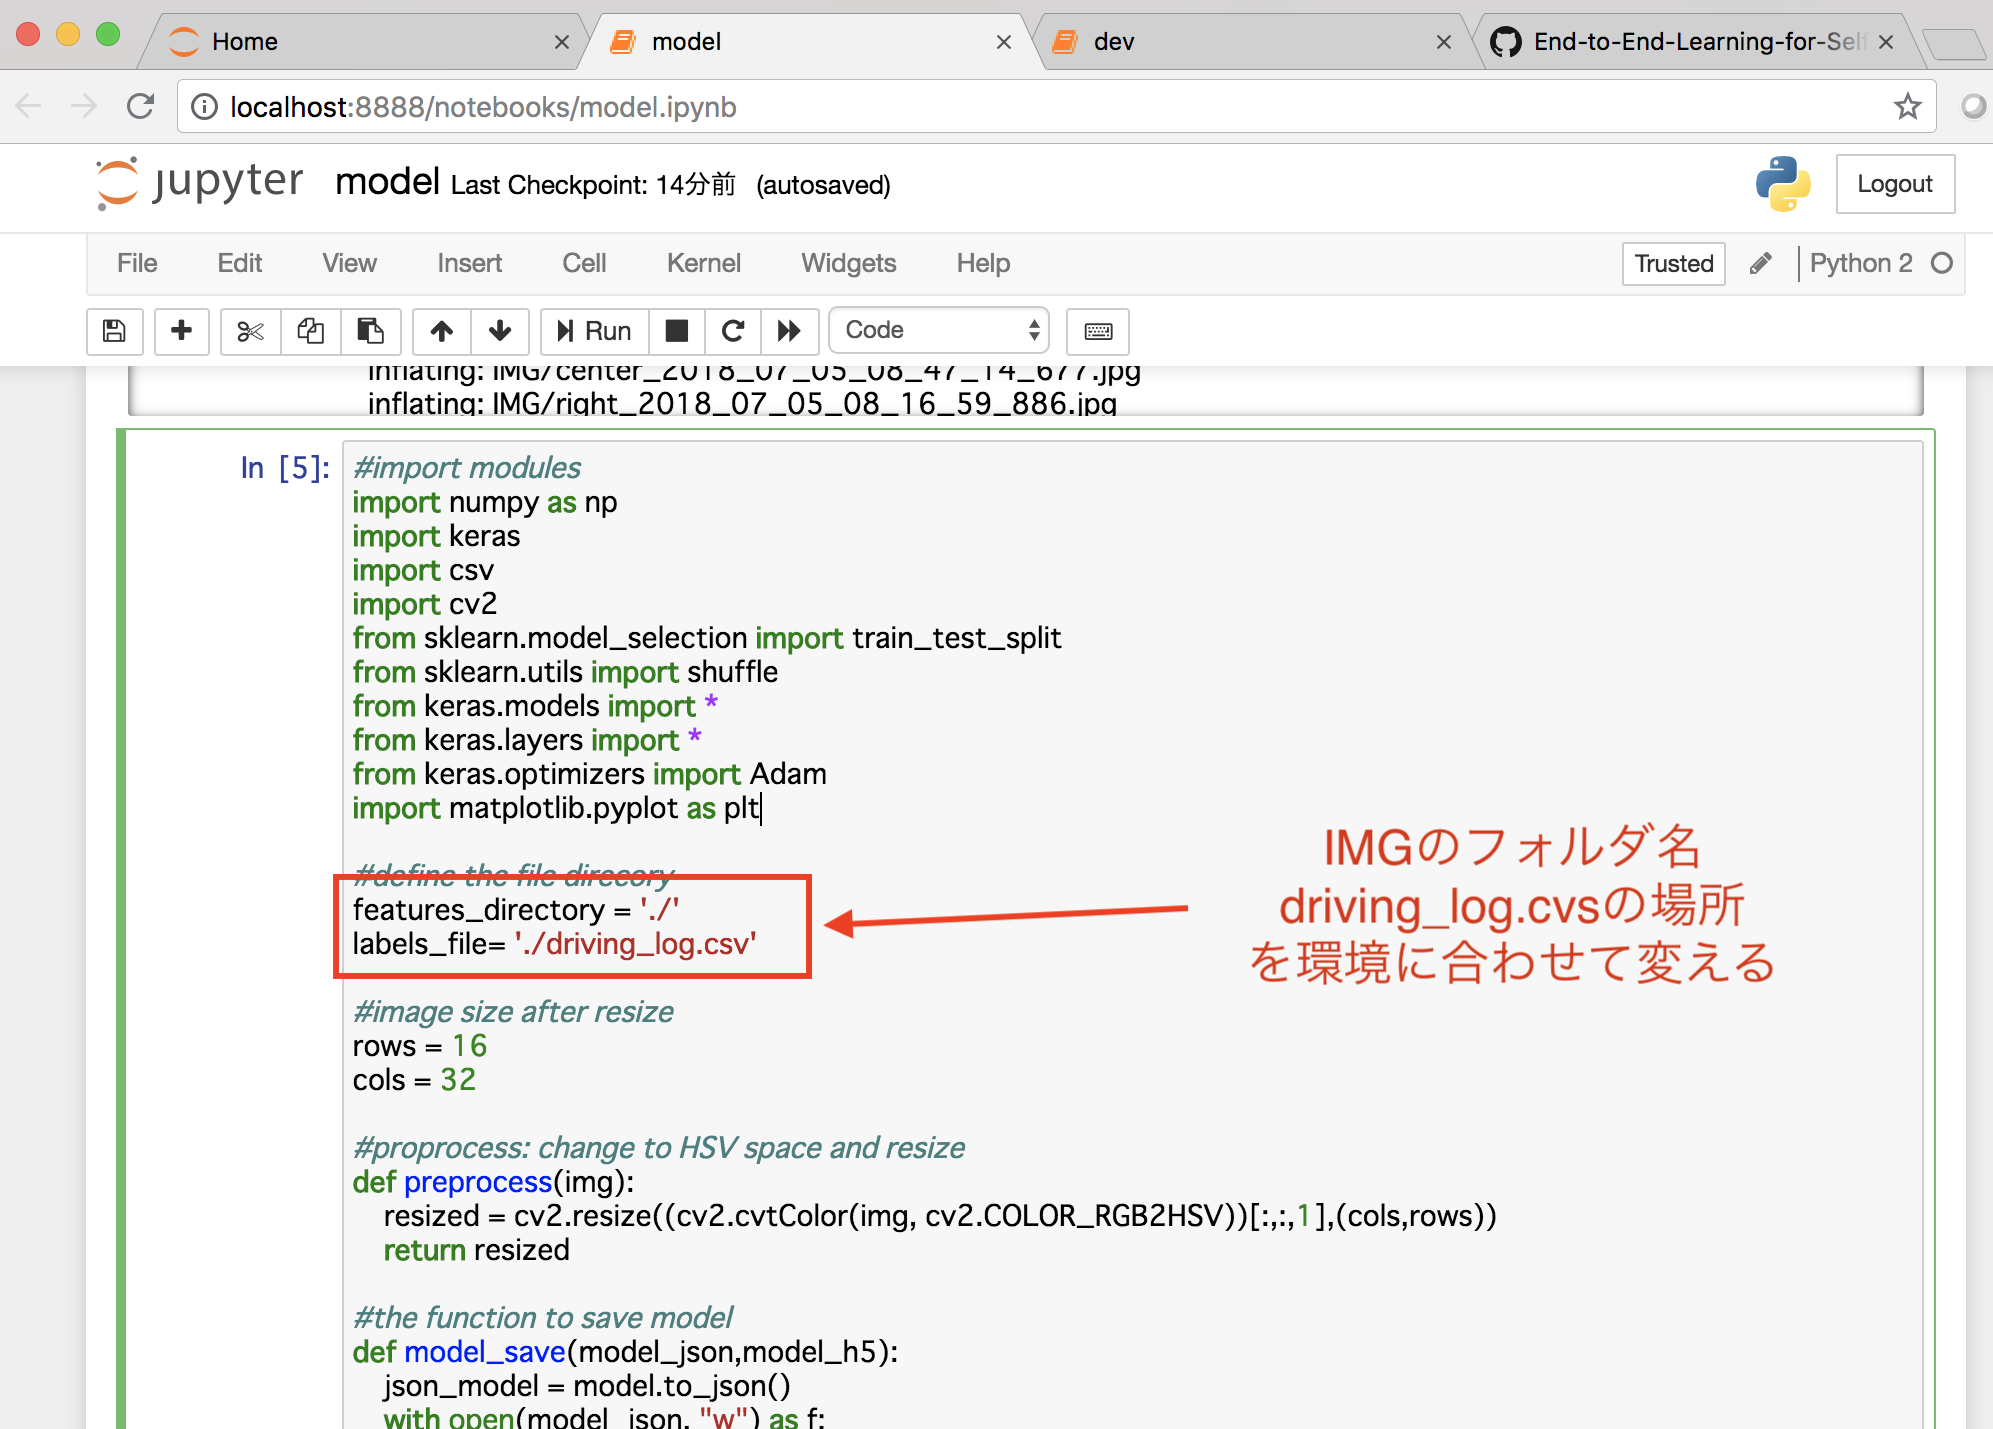 Home
model
dev
End-to-End-Learning-for-Self
localhost:8888/notebooks/model.ipynb
jupyter model Last Checkpoint: 14分前 (autosaved)
Logout
File Edit View Insert Cell Kernel Widgets Help
Trusted Python 2
Run
Code
inflating: IMG/center_2018_07_05_08_47_14_677.jpg
inflating: IMG/right_2018_07_05_08_16_59_886.jpg
In [5]:
#import modules
import numpy as np
import keras
import csv
import cv2
from sklearn.model_selection import train_test_split
from sklearn.utils import shuffle
from keras.models import *
from keras.layers import *
from keras.optimizers import Adam
import matplotlib.pyplot as plt
#define the file direcory
features_directory = './'
labels_file= './driving_log.csv'
IMGのフォルダ名
driving_log.cvsの場所
を環境に合わせて変える
#image size after resize
rows = 16
cols = 32
#proprocess: change to HSV space and resize
def preprocess(img):
resized = cv2.resize((cv2.cvtColor(img, cv2.COLOR_RGB2HSV))[:,:,1],(cols,rows))
return resized
#the function to save model
def model_save(model_json,model_h5):
json_model = model.to_json()
with open(model_json, "w") as f: